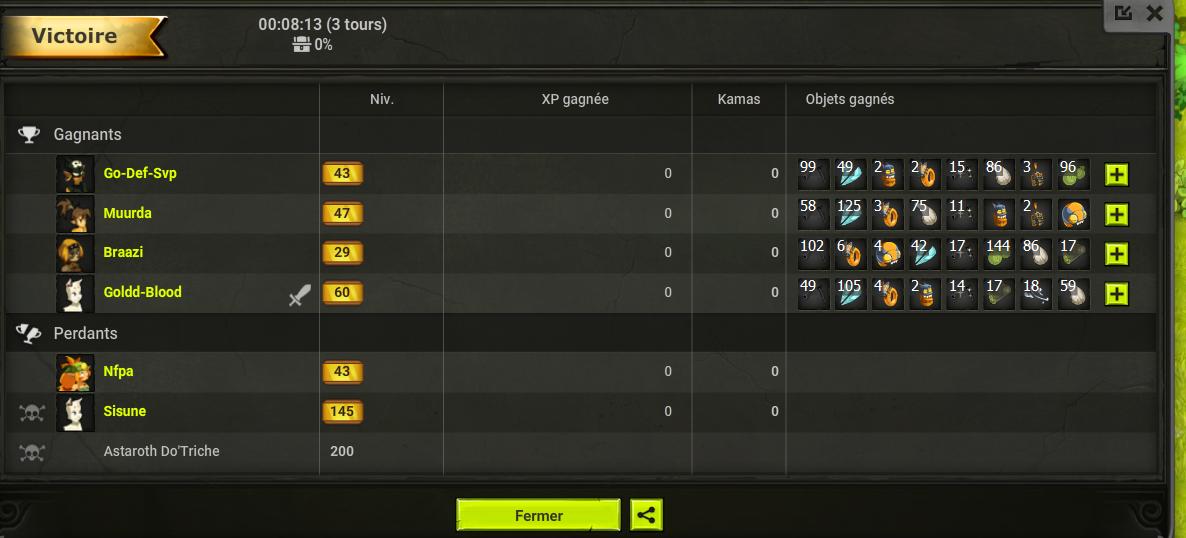 Victoire
00:08:13 (3 tours)
0%
Niv. XP gagnée Kamas Objets gagnés
Gagnants
Go-Def-Svp 43 0 0 99 49 2 2 15 86 3 96
Muurda 47 0 0 58 125 3 75 11 2
Braazi 29 0 0 102 6 4 42 17 144 86 17
Goldd-Blood 60 0 0 49 105 4 2 14 17 18 59
Perdants
Nfpa 43 0 0
Sisune 145 0 0
Astaroth Do'Triche 200
Fermer